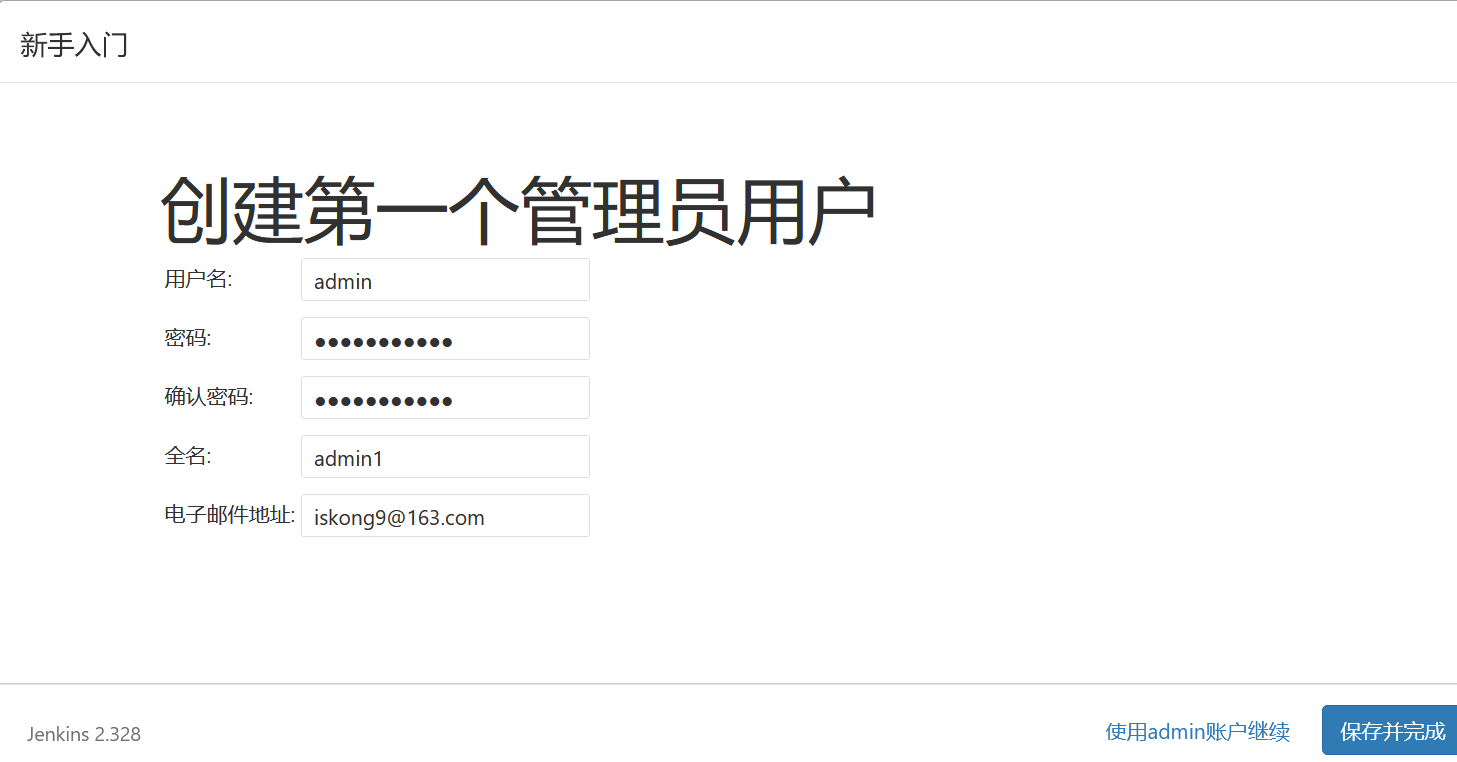 新手入门
创建第一个管理员用户
用户名: admin
密码: ●●●●●●●●●●●
确认密码: ●●●●●●●●●●●
全名: admin1
电子邮件地址: iskong9@163.com
Jenkins 2.328 使用admin账户继续 保存并完成